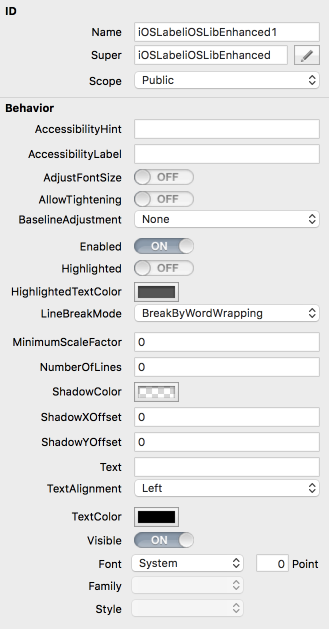 ID
Name iOSLabeliOSLibEnhanced1
Super iOSLabeliOSLibEnhanced
Scope Public
Behavior
AccessibilityHint
AccessibilityLabel
AdjustFontSize OFF
AllowTightening OFF
BaselineAdjustment None
Enabled ON
Highlighted OFF
HighlightedTextColor
LineBreakMode BreakByWordWrapping
MinimumScaleFactor 0
NumberOfLines 0
ShadowColor
ShadowXOffset 0
ShadowYOffset 0
Text
TextAlignment Left
TextColor
Visible ON
Font System 0 Point
Family
Style